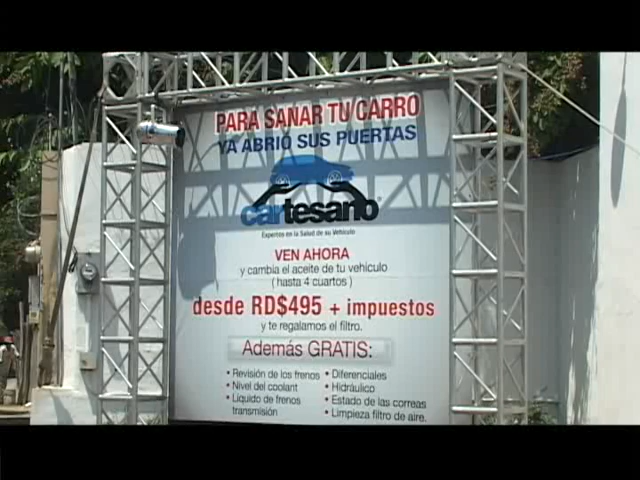 PARA SANAR TU CARRO
YA ABRIÓ SUS PUERTAS
cartesano
Expertos en la Salud de su Vehículo
VEN AHORA
y cambia el aceite de tu vehículo
( hasta 4 cuartos )
desde RD$495 + impuestos
y te regalamos el filtro.
Además GRATIS:
• Revisión de los frenos
• Nivel del coolant
• Liquido de frenos
transmisión
• Diferenciales
• Hidráulico
• Estado de las correas
• Limpieza filtro de aire.